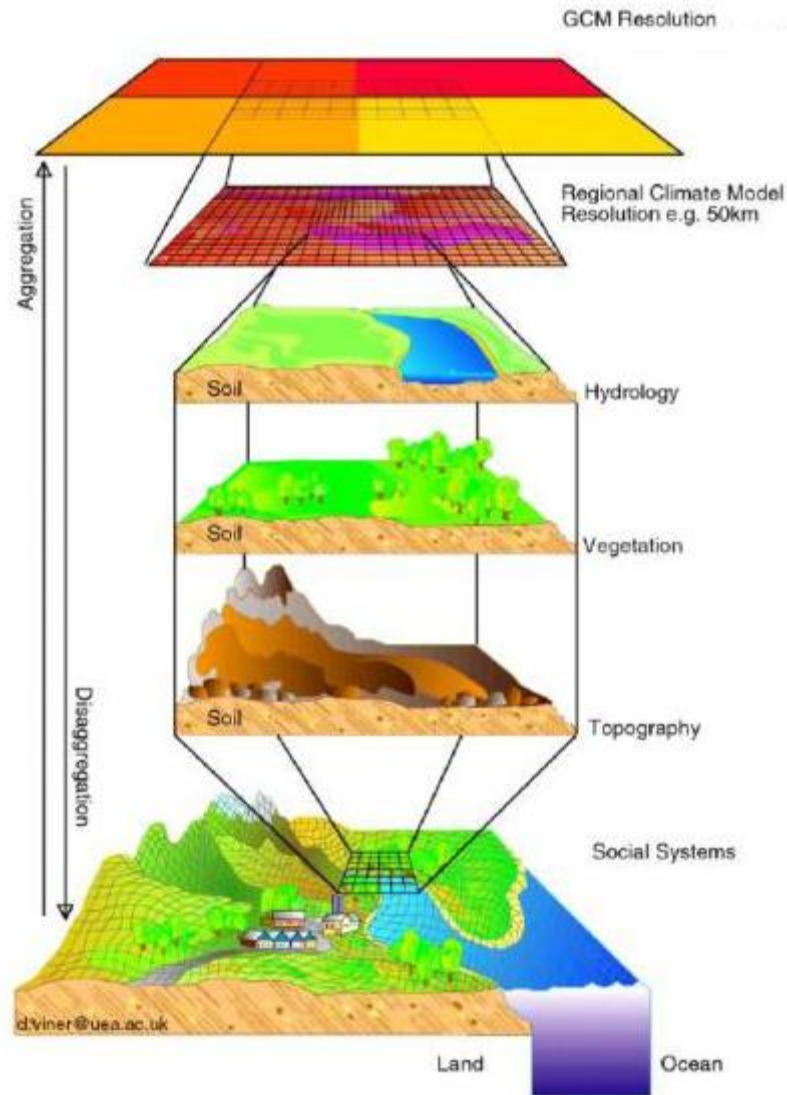 GCM Resolution
Regional Climate Model
Resolution e.g. 50km
Aggregation
Soil
Hydrology
Soil
Vegetation
Soil
Topography
Disaggregation
Social Systems
d.viner@uea.ac.uk
Land
Ocean